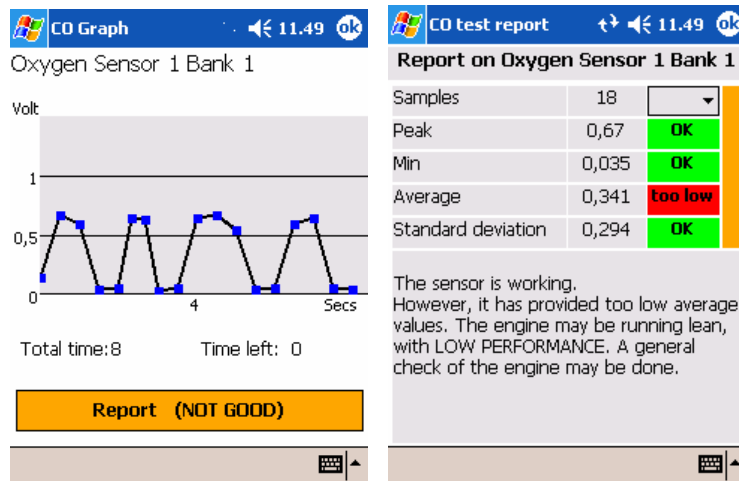 CO Graph 11.49 ok
Oxygen Sensor 1 Bank 1
Volt
1
0,5
0 4 Secs
Total time:8 Time left: 0
Report (NOT GOOD)
CO test report 11.49 ok
Report on Oxygen Sensor 1 Bank 1
Samples 18
Peak 0,67 OK
Min 0,035 OK
Average 0,341 too low
Standard deviation 0,294 OK
The sensor is working.
However, it has provided too low average
values. The engine may be running lean,
with LOW PERFORMANCE. A general
check of the engine may be done.